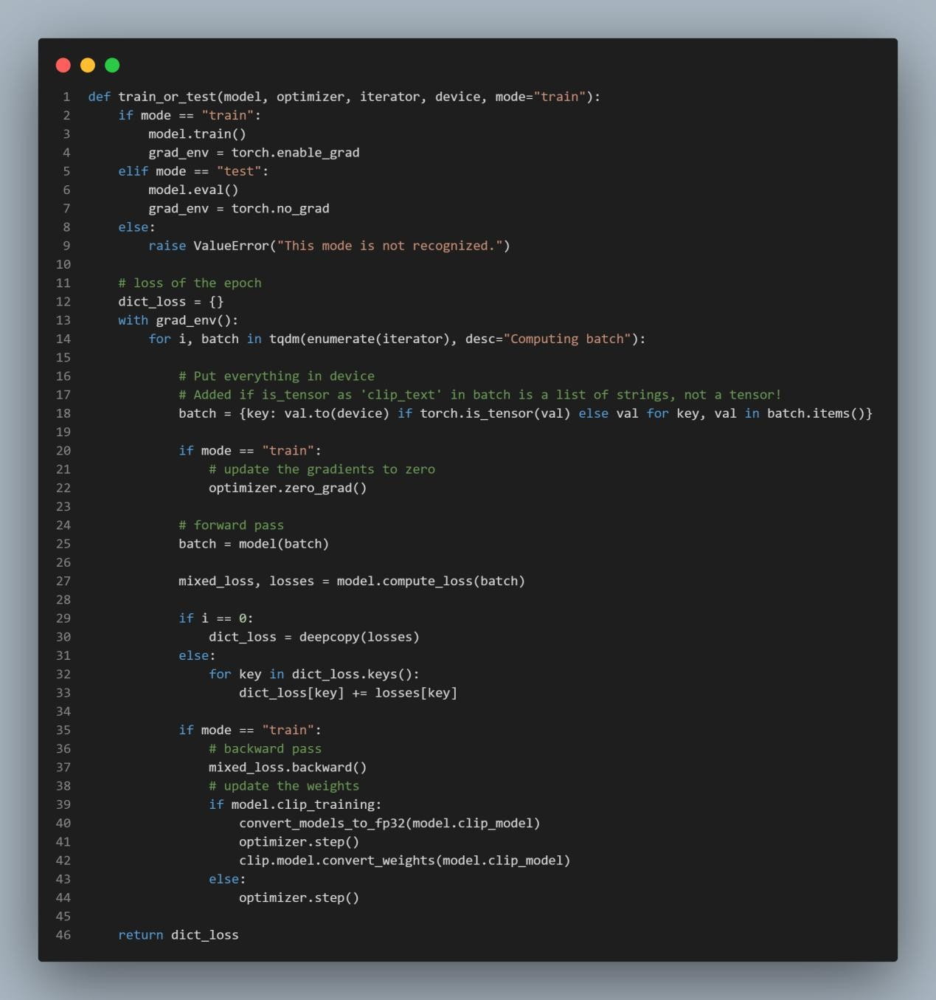 1 def train_or_test(model, optimizer, iterator, device, mode="train"):
2     if mode == "train":
3         model.train()
4         grad_env = torch.enable_grad
5     elif mode == "test":
6         model.eval()
7         grad_env = torch.no_grad
8     else:
9         raise ValueError("This mode is not recognized.")
10
11     # loss of the epoch
12     dict_loss = {}
13     with grad_env():
14         for i, batch in tqdm(enumerate(iterator), desc="Computing batch"):
15
16             # Put everything in device
17             # Added if is_tensor as 'clip_text' in batch is a list of strings, not a tensor!
18             batch = {key: val.to(device) if torch.is_tensor(val) else val for key, val in batch.items()}
19
20             if mode == "train":
21                 # update the gradients to zero
22                 optimizer.zero_grad()
23
24             # forward pass
25             batch = model(batch)
26
27             mixed_loss, losses = model.compute_loss(batch)
28
29             if i == 0:
30                 dict_loss = deepcopy(losses)
31             else:
32                 for key in dict_loss.keys():
33                     dict_loss[key] += losses[key]
34
35             if mode == "train":
36                 # backward pass
37                 mixed_loss.backward()
38                 # update the weights
39                 if model.clip_training:
40                     convert_models_to_fp32(model.clip_model)
41                     optimizer.step()
42                     clip.model.convert_weights(model.clip_model)
43                 else:
44                     optimizer.step()
45
46     return dict_loss